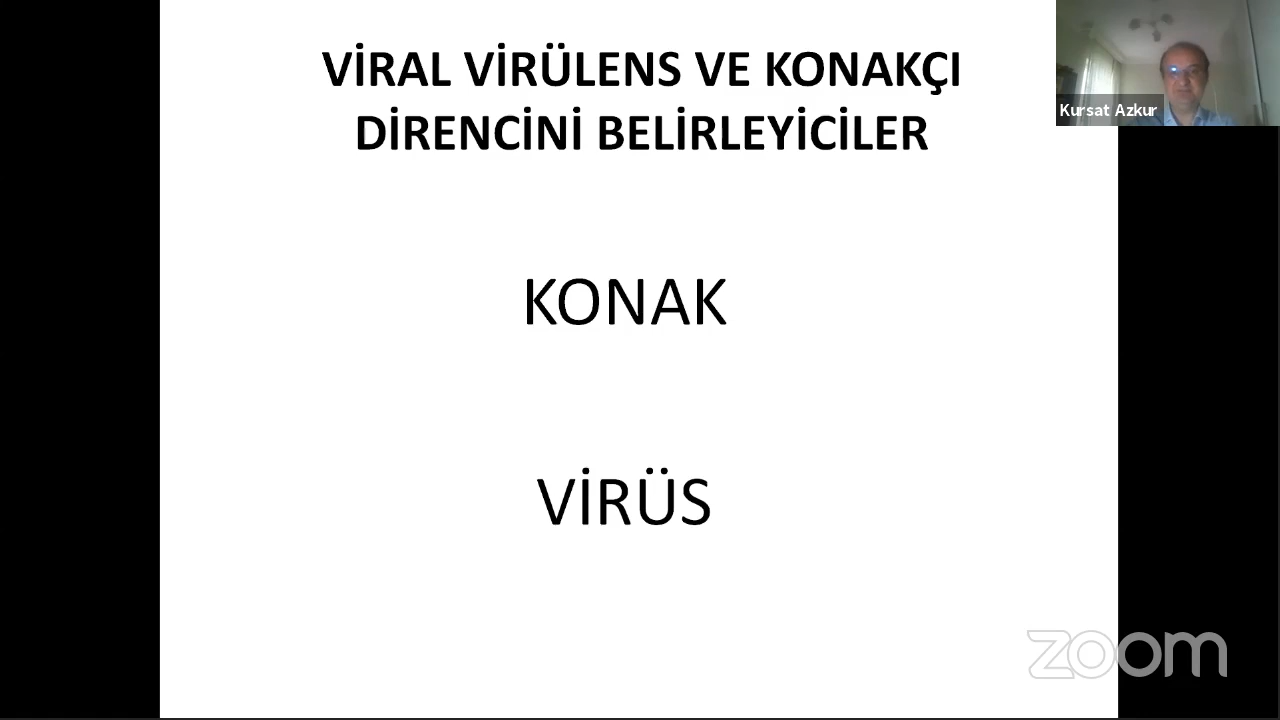 VİRAL VİRÜLENS VE KONAKÇI
DİRENCİNİ BELİRLEYİCİLER
Kursat Azkur
KONAK
VİRÜS
zoom